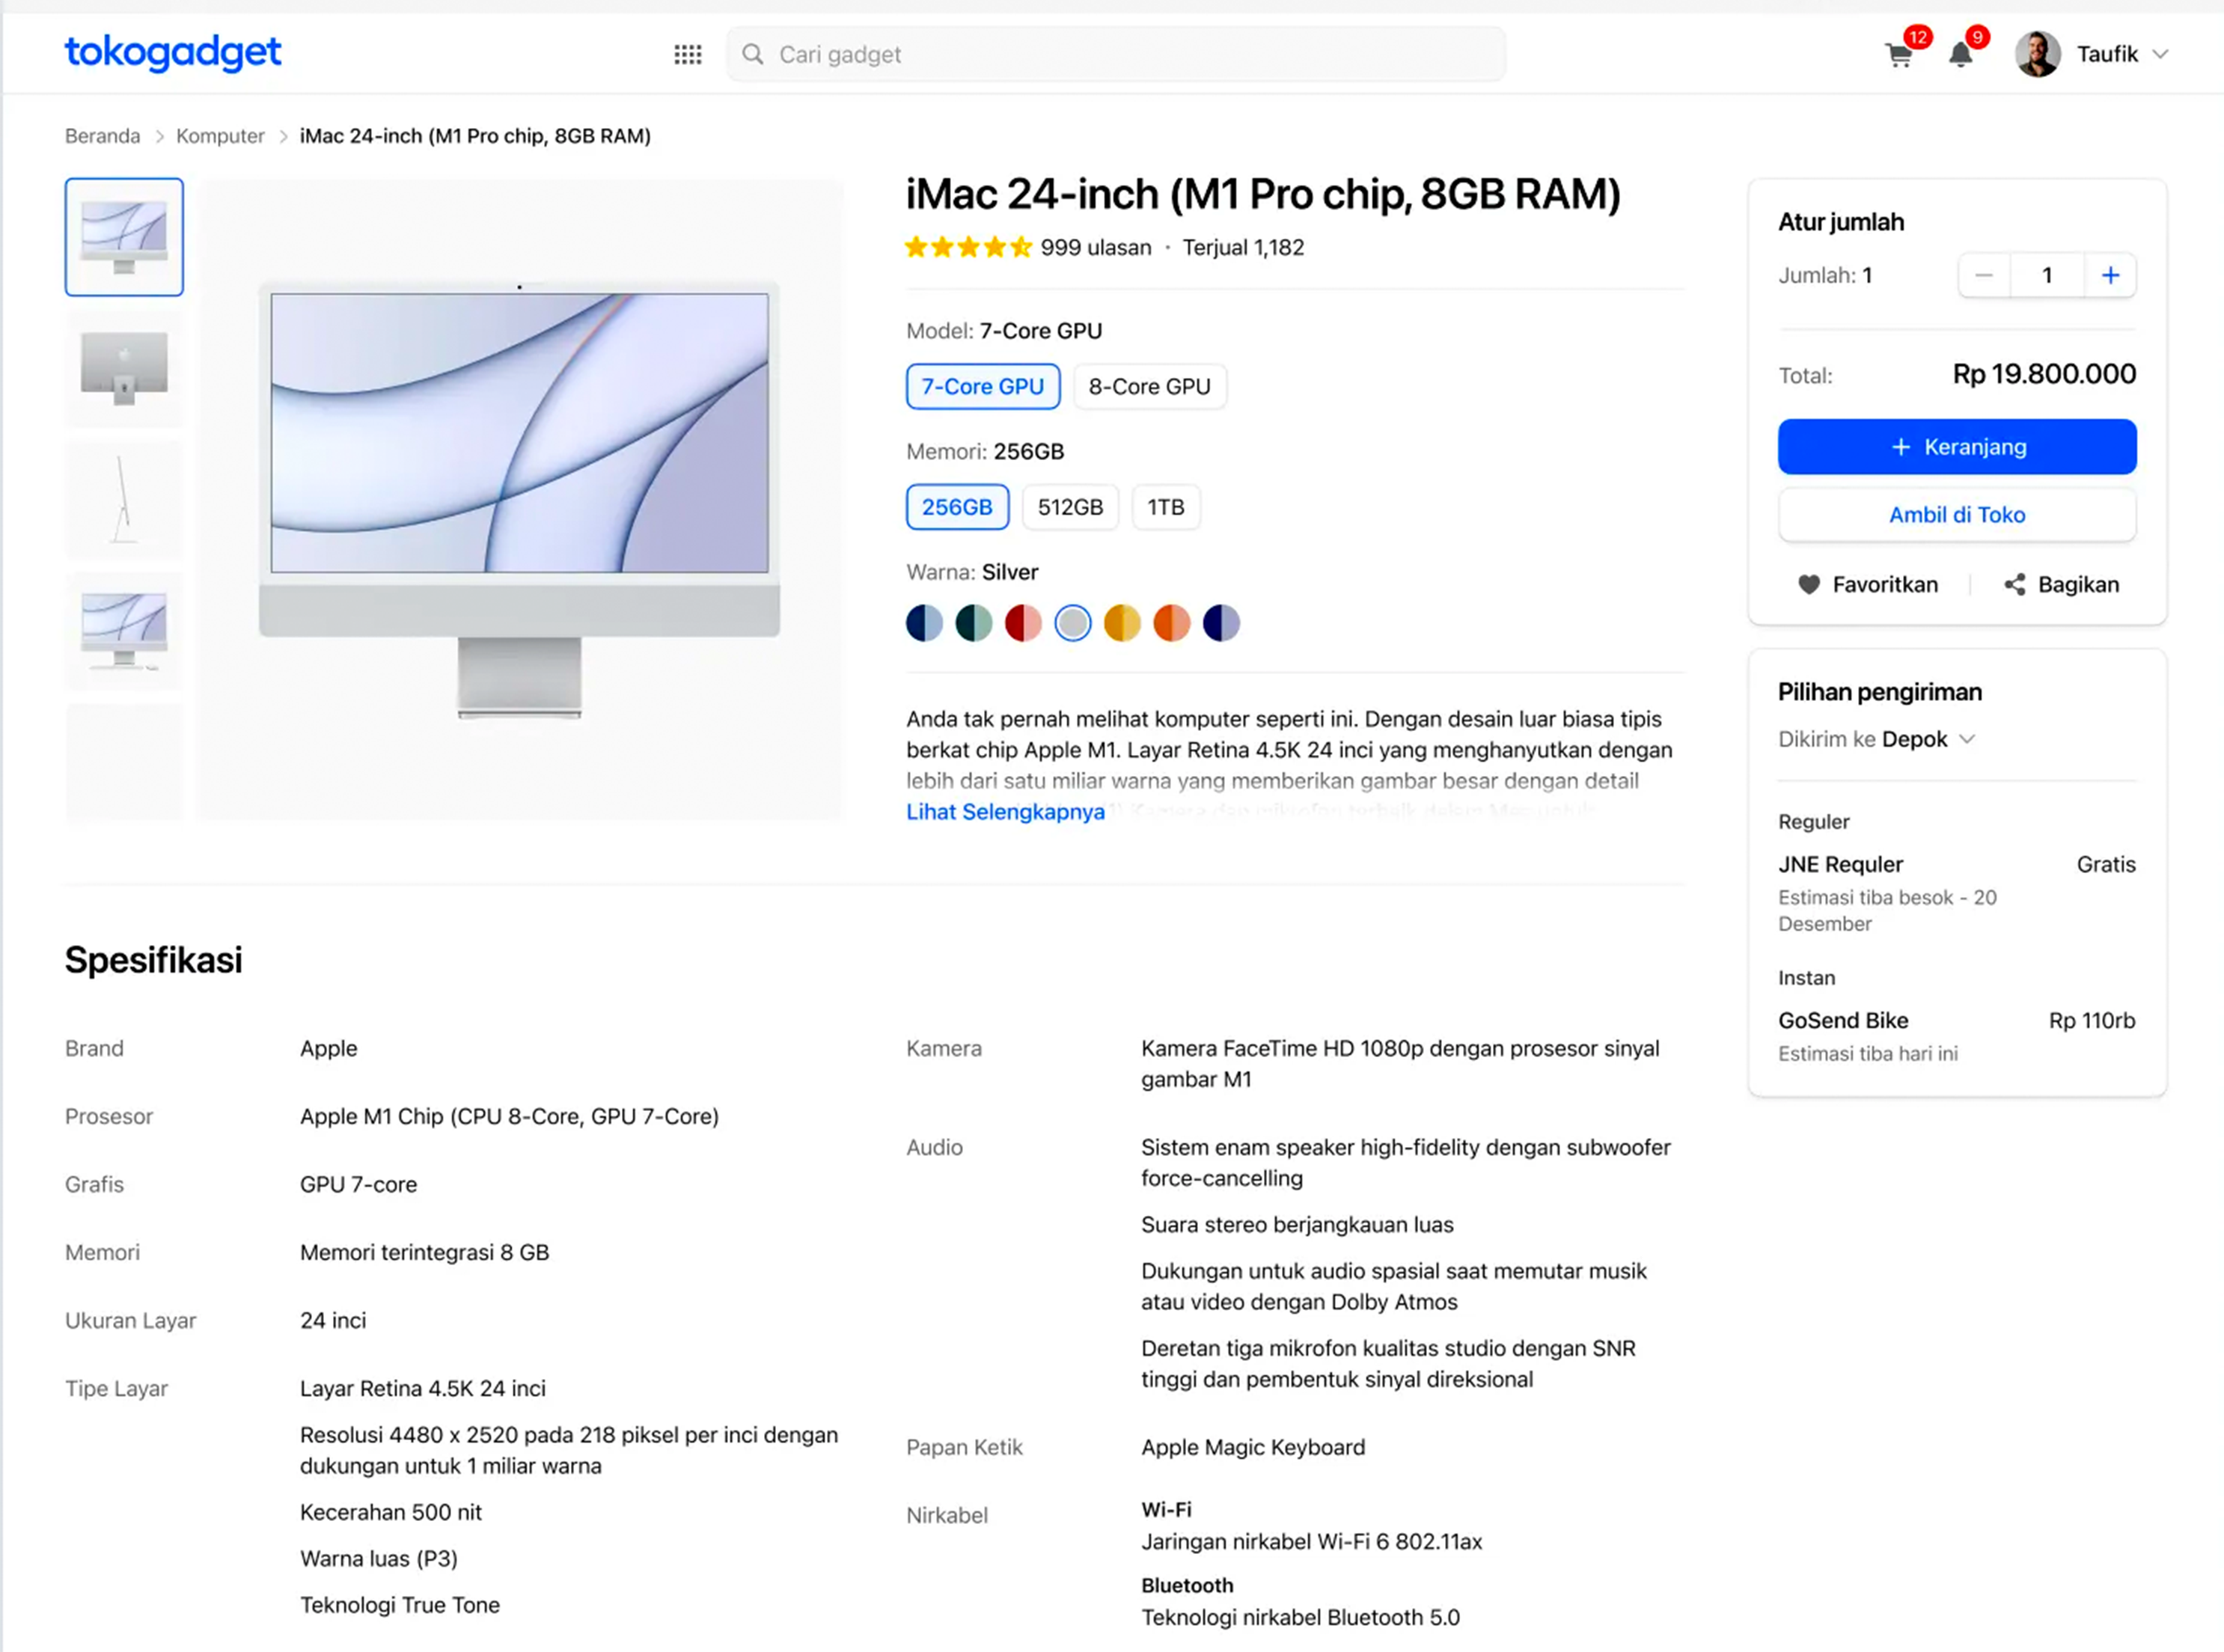 tokogadget
Cari gadget
12
9
Taufik
Beranda > Komputer > iMac 24-inch (M1 Pro chip, 8GB RAM)
iMac 24-inch (M1 Pro chip, 8GB RAM)
999 ulasan · Terjual 1,182
Model: 7-Core GPU
7-Core GPU
8-Core GPU
Memori: 256GB
256GB
512GB
1TB
Warna: Silver
Anda tak pernah melihat komputer seperti ini. Dengan desain luar biasa tipis
berkat chip Apple M1. Layar Retina 4.5K 24 inci yang menghanyutkan dengan
lebih dari satu miliar warna yang memberikan gambar besar dengan detail
Lihat Selengkapnya
Atur jumlah
Jumlah: 1
− 1 +
Total: Rp 19.800.000
+ Keranjang
Ambil di Toko
Favoritkan
Bagikan
Pilihan pengiriman
Dikirim ke Depok
Reguler
JNE Requler Gratis
Estimasi tiba besok - 20
Desember
Instan
GoSend Bike Rp 110rb
Estimasi tiba hari ini
Spesifikasi
Brand Apple
Prosesor Apple M1 Chip (CPU 8-Core, GPU 7-Core)
Grafis GPU 7-core
Memori Memori terintegrasi 8 GB
Ukuran Layar 24 inci
Tipe Layar Layar Retina 4.5K 24 inci
Resolusi 4480 x 2520 pada 218 piksel per inci dengan
dukungan untuk 1 miliar warna
Kecerahan 500 nit
Warna luas (P3)
Teknologi True Tone
Kamera Kamera FaceTime HD 1080p dengan prosesor sinyal
gambar M1
Audio Sistem enam speaker high-fidelity dengan subwoofer
force-cancelling
Suara stereo berjangkauan luas
Dukungan untuk audio spasial saat memutar musik
atau video dengan Dolby Atmos
Deretan tiga mikrofon kualitas studio dengan SNR
tinggi dan pembentuk sinyal direksional
Papan Ketik Apple Magic Keyboard
Nirkabel Wi-Fi
Jaringan nirkabel Wi-Fi 6 802.11ax
Bluetooth
Teknologi nirkabel Bluetooth 5.0